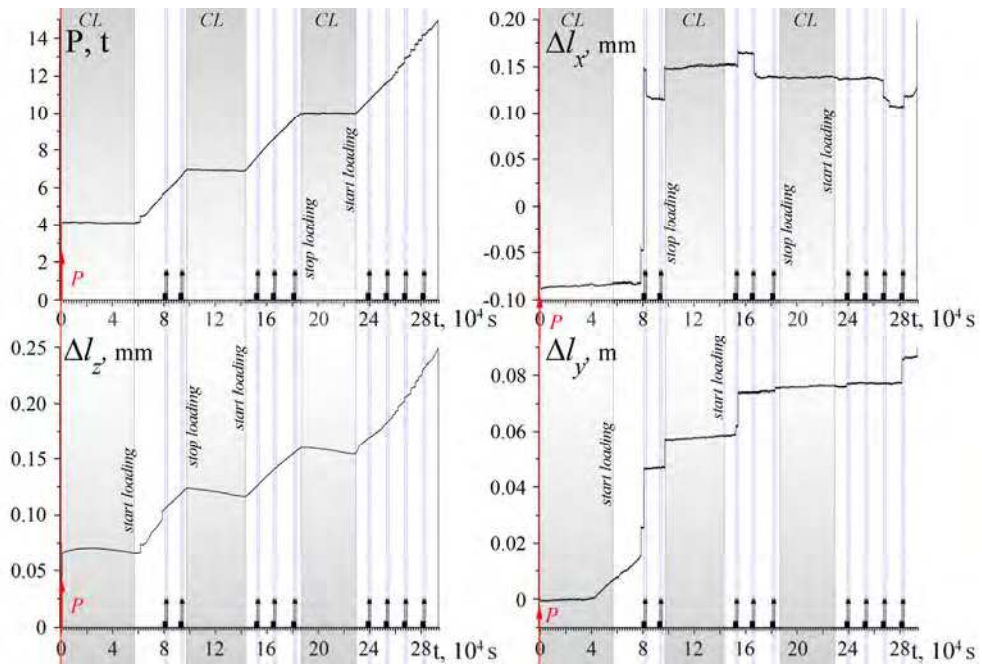 CL
CL
CL
P, t
14
12
10
8
6
4
2
0
P
stop loading
start loading
0 4 8 12 16 20 24 28 t, 10⁴ s
CL
CL
CL
Δlₓ, mm
0.20
0.15
0.10
0.05
0
-0.05
-0.10
stop loading
stop loading
start loading
P
0 4 8 12 16 20 24 28 t, 10⁴ s
Δl_z, mm
0.25
0.20
0.15
0.10
0.05
0
P
start loading
stop loading
start loading
0 4 8 12 16 20 24 28 t, 10⁴ s
Δl_y, m
0.08
0.06
0.04
0.02
0
P
start loading
start loading
0 4 8 12 16 20 24 28 t, 10⁴ s